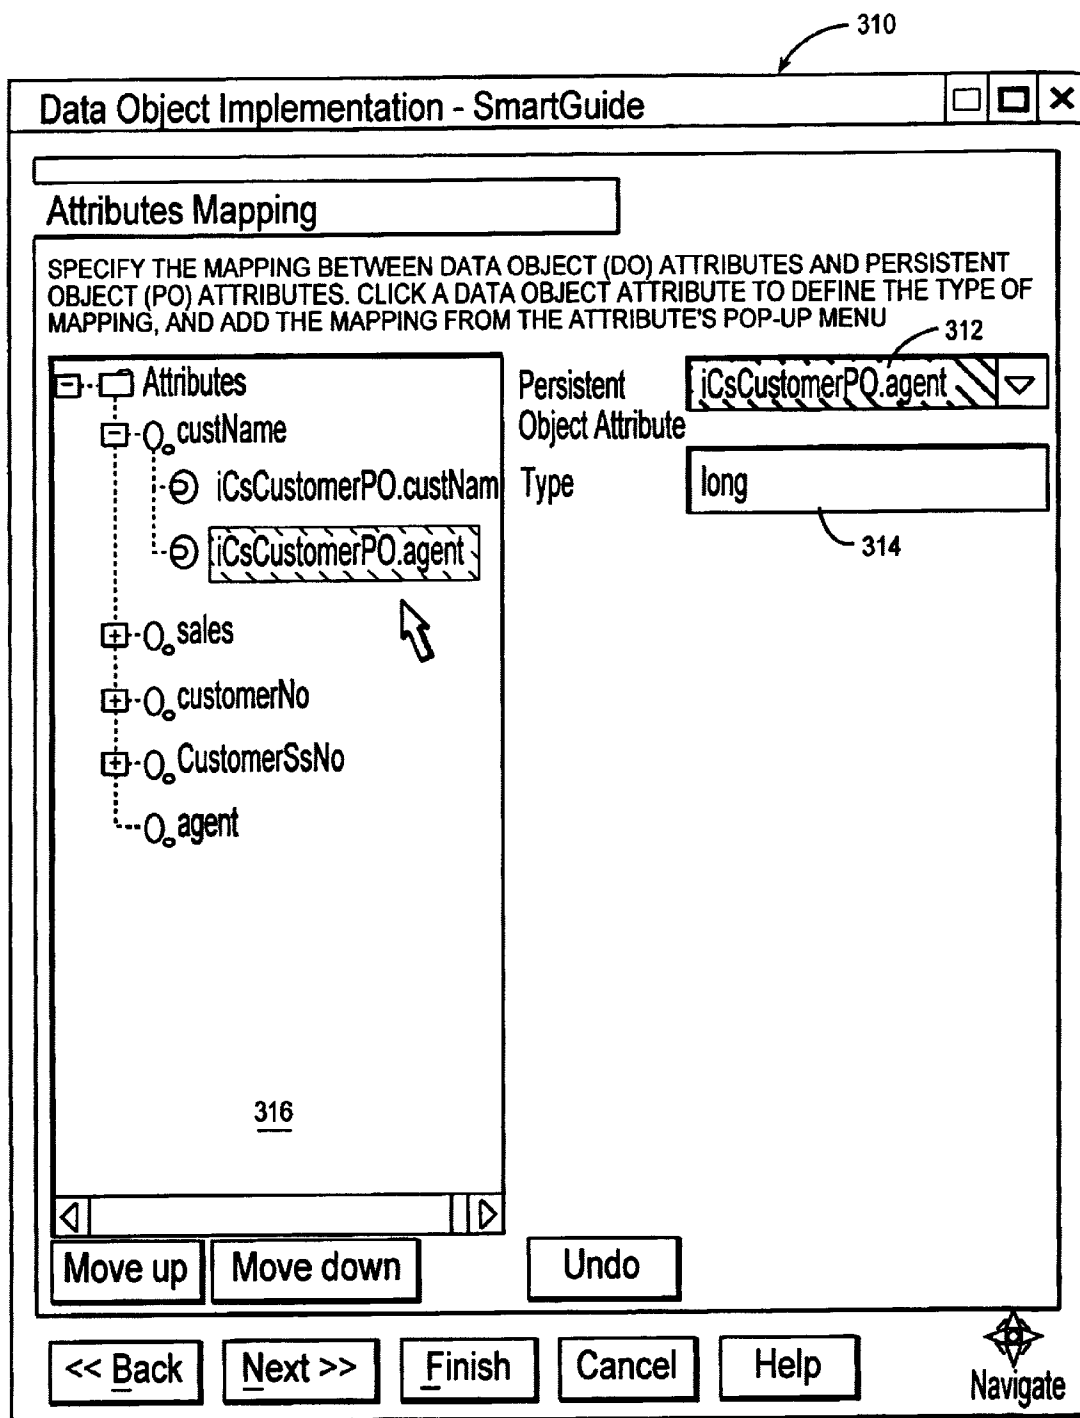 310
Data Object Implementation - SmartGuide
Attributes Mapping
SPECIFY THE MAPPING BETWEEN DATA OBJECT (DO) ATTRIBUTES AND PERSISTENT
OBJECT (PO) ATTRIBUTES. CLICK A DATA OBJECT ATTRIBUTE TO DEFINE THE TYPE OF
MAPPING, AND ADD THE MAPPING FROM THE ATTRIBUTE'S POP-UP MENU
312
Attributes
custName
iCsCustomerPO.custNam
iCsCustomerPO.agent
sales
customerNo
CustomerSsNo
agent
316
Persistent
Object Attribute
iCsCustomerPO.agent
Type
long
314
Move up
Move down
Undo
<< Back
Next >>
Finish
Cancel
Help
Navigate